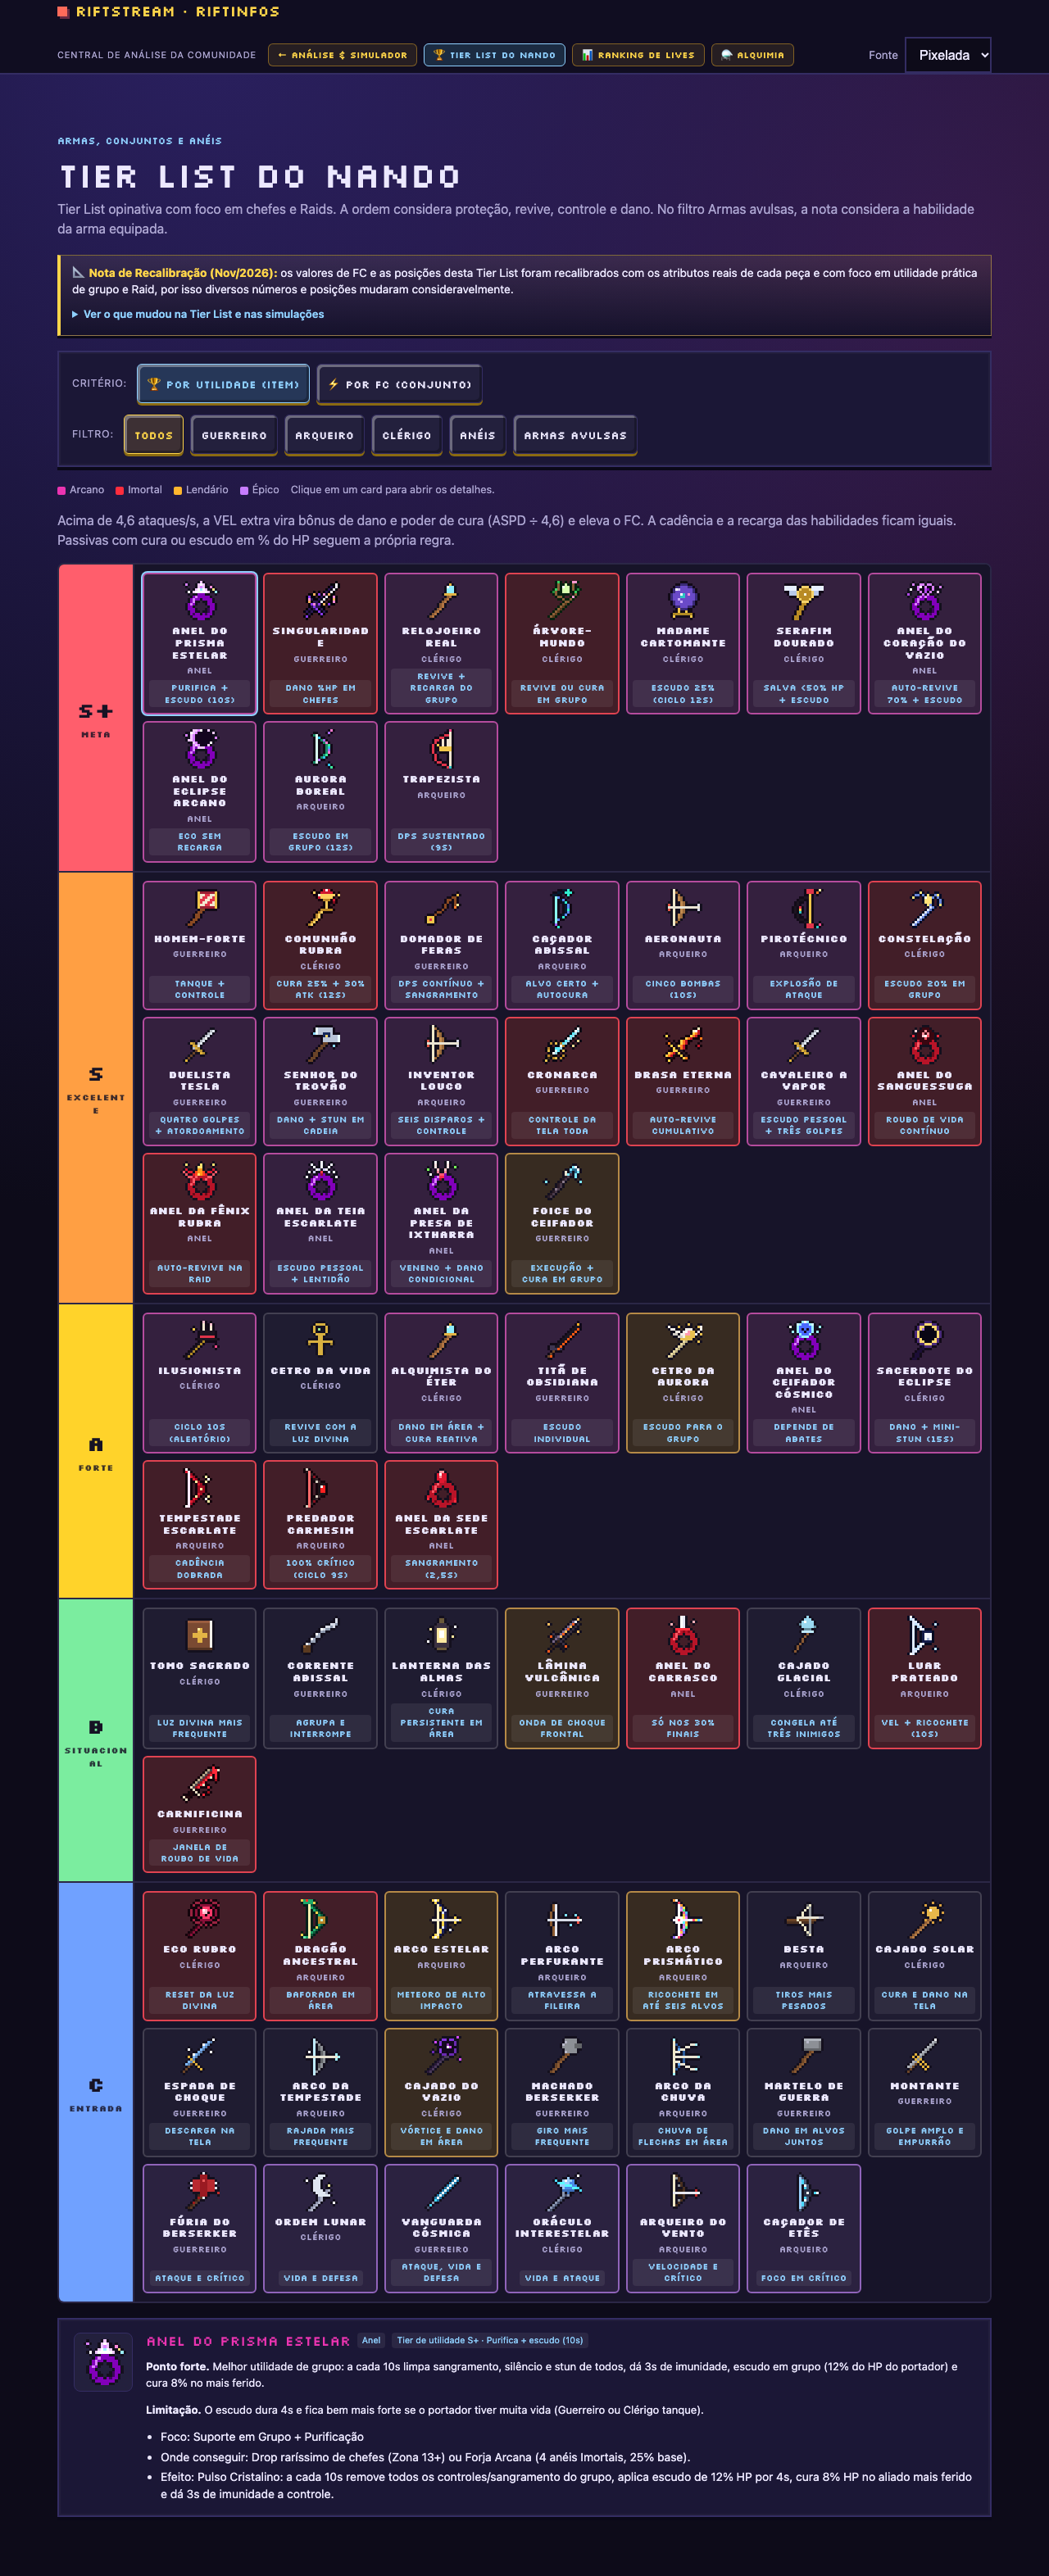 RIFTSTREAM · RIFTINFOS
CENTRAL DE ANÁLISE DA COMUNIDADE
← ANÁLISE & SIMULADOR
🏆 TIER LIST DO NANDO
📊 RANKING DE LIVES
ALQUIMIA
Fonte
Pixelada
ARMAS, CONJUNTOS E ANÉIS
TIER LIST DO NANDO
Tier List opinativa com foco em chefes e Raids. A ordem considera proteção, revive, controle e dano. No filtro Armas avulsas, a nota considera a habilidade
da arma equipada.
📐 Nota de Recalibração (Nov/2026): os valores de FC e as posições desta Tier List foram recalibrados com os atributos reais de cada peça e com foco em utilidade prática
de grupo e Raid, por isso diversos números e posições mudaram consideravelmente.
▶ Ver o que mudou na Tier List e nas simulações
CRITÉRIO:
🏆 POR UTILIDADE (ITEM)
⚡ POR FC (CONJUNTO)
FILTRO:
TODOS
GUERREIRO
ARQUEIRO
CLÉRIGO
ANÉIS
ARMAS AVULSAS
Arcano
Imortal
Lendário
Épico
Clique em um card para abrir os detalhes.
Acima de 4,6 ataques/s, a VEL extra vira bônus de dano e poder de cura (ASPD ÷ 4,6) e eleva o FC. A cadência e a recarga das habilidades ficam iguais.
Passivas com cura ou escudo em % do HP seguem a própria regra.
S+
META
ANEL DO
PRISMA
ESTELAR
ANEL
PURIFICA +
ESCUDO (10S)
SINGULARIDAD
E
GUERREIRO
DANO %HP EM
CHEFES
RELOJOEIRO
REAL
CLÉRIGO
REVIVE +
RECARGA DO
GRUPO
ÁRVORE-
MUNDO
CLÉRIGO
REVIVE OU CURA
EM GRUPO
MADAME
CARTOMANTE
CLÉRIGO
ESCUDO 25%
(CICLO 12S)
SERAFIM
DOURADO
CLÉRIGO
SALVA (<50% HP
+ ESCUDO
ANEL DO
CORAÇÃO DO
VAZIO
ANEL
AUTO-REVIVE
70% + ESCUDO
ANEL DO
ECLIPSE
ARCANO
ANEL
ECO SEM
RECARGA
AURORA
BOREAL
ARQUEIRO
ESCUDO EM
GRUPO (12S)
TRAPEZISTA
ARQUEIRO
DPS SUSTENTADO
(9S)
S
EXCELENT
E
HOMEM-FORTE
GUERREIRO
TANQUE +
CONTROLE
COMUNHÃO
RUBRA
CLÉRIGO
CURA 25% + 30%
ATK (12S)
DOMADOR DE
FERAS
GUERREIRO
DPS CONTÍNUO +
SANGRAMENTO
CAÇADOR
ABISSAL
ARQUEIRO
ALVO CERTO +
AUTOCURA
AERONAUTA
ARQUEIRO
CINCO BOMBAS
(10S)
PIROTÉCNICO
ARQUEIRO
EXPLOSÃO DE
ATAQUE
CONSTELAÇÃO
CLÉRIGO
ESCUDO 20% EM
GRUPO
DUELISTA
TESLA
GUERREIRO
QUATRO GOLPES
+ ATORDOAMENTO
SENHOR DO
TROVÃO
GUERREIRO
DANO + STUN EM
CADEIA
INVENTOR
LOUCO
ARQUEIRO
SEIS DISPAROS +
CONTROLE
CRONARCA
GUERREIRO
CONTROLE DA
TELA TODA
BRASA ETERNA
GUERREIRO
AUTO-REVIVE
CUMULATIVO
CAVALEIRO A
VAPOR
GUERREIRO
ESCUDO PESSOAL
+ TRÊS GOLPES
ANEL DO
SANGUESSUGA
ANEL
ROUBO DE VIDA
CONTÍNUO
ANEL DA FÊNIX
RUBRA
ANEL
AUTO-REVIVE NA
RAID
ANEL DA TEIA
ESCARLATE
ANEL
ESCUDO PESSOAL
+ LENTIDÃO
ANEL DA
PRESA DE
IXTHARRA
ANEL
VENENO + DANO
CONDICIONAL
FOICE DO
CEIFADOR
GUERREIRO
EXECUÇÃO +
CURA EM GRUPO
A
FORTE
ILUSIONISTA
CLÉRIGO
CICLO 10S
(ALEATÓRIO)
CETRO DA VIDA
CLÉRIGO
REVIVE COM A
LUZ DIVINA
ALQUIMISTA DO
ÉTER
CLÉRIGO
DANO EM ÁREA +
CURA REATIVA
TITÃ DE
OBSIDIANA
GUERREIRO
ESCUDO
INDIVIDUAL
CETRO DA
AURORA
CLÉRIGO
ESCUDO PARA O
GRUPO
ANEL DO
CEIFADOR
CÓSMICO
ANEL
DEPENDE DE
ABATES
SACERDOTE DO
ECLIPSE
CLÉRIGO
DANO + MINI-
STUN (15S)
TEMPESTADE
ESCARLATE
ARQUEIRO
CADÊNCIA
DOBRADA
PREDADOR
CARMESIM
ARQUEIRO
100% CRÍTICO
(CICLO 9S)
ANEL DA SEDE
ESCARLATE
ANEL
SANGRAMENTO
(2,5S)
B
SITUACION
AL
TOMO SAGRADO
CLÉRIGO
LUZ DIVINA MAIS
FREQUENTE
CORRENTE
ABISSAL
GUERREIRO
AGRUPA E
INTERROMPE
LANTERNA DAS
ALMAS
CLÉRIGO
CURA
PERSISTENTE EM
ÁREA
LÂMINA
VULCÂNICA
GUERREIRO
ONDA DE CHOQUE
FRONTAL
ANEL DO
CARRASCO
ANEL
SÓ NOS 30%
FINAIS
CAJADO
GLACIAL
CLÉRIGO
CONGELA ATÉ
TRÊS INIMIGOS
LUAR
PRATEADO
ARQUEIRO
VEL + RICOCHETE
(10S)
CARNIFICINA
GUERREIRO
JANELA DE
ROUBO DE VIDA
C
ENTRADA
ECO RUBRO
CLÉRIGO
RESET DA LUZ
DIVINA
DRAGÃO
ANCESTRAL
ARQUEIRO
BAFORADA EM
ÁREA
ARCO ESTELAR
ARQUEIRO
METEORO DE ALTO
IMPACTO
ARCO
PERFURANTE
ARQUEIRO
ATRAVESSA A
FILEIRA
ARCO
PRISMÁTICO
ARQUEIRO
RICOCHETE EM
ATÉ SEIS ALVOS
BESTA
ARQUEIRO
TIROS MAIS
PESADOS
CAJADO SOLAR
CLÉRIGO
CURA E DANO NA
TELA
ESPADA DE
CHOQUE
GUERREIRO
DESCARGA NA
TELA
ARCO DA
TEMPESTADE
ARQUEIRO
RAJADA MAIS
FREQUENTE
CAJADO DO
VAZIO
CLÉRIGO
VÓRTICE E DANO
EM ÁREA
MACHADO
BERSERKER
GUERREIRO
GIRO MAIS
FREQUENTE
ARCO DA
CHUVA
ARQUEIRO
CHUVA DE
FLECHAS EM ÁREA
MARTELO DE
GUERRA
GUERREIRO
DANO EM ALVOS
JUNTOS
MONTANTE
GUERREIRO
GOLPE AMPLO E
EMPURRÃO
FÚRIA DO
BERSERKER
GUERREIRO
ATAQUE E CRÍTICO
ORDEM LUNAR
CLÉRIGO
VIDA E DEFESA
VANGUARDA
CÓSMICA
GUERREIRO
ATAQUE, VIDA E
DEFESA
ORÁCULO
INTERESTELAR
CLÉRIGO
VIDA E ATAQUE
ARQUEIRO DO
VENTO
ARQUEIRO
VELOCIDADE E
CRÍTICO
CAÇADOR DE
ETÊS
ARQUEIRO
FOCO EM CRÍTICO
ANEL DO PRISMA ESTELAR
Anel
Tier de utilidade S+ · Purifica + escudo (10s)
Ponto forte. Melhor utilidade de grupo: a cada 10s limpa sangramento, silêncio e stun de todos, dá 3s de imunidade, escudo em grupo (12% do HP do portador) e
cura 8% no mais ferido.
Limitação. O escudo dura 4s e fica bem mais forte se o portador tiver muita vida (Guerreiro ou Clérigo tanque).
• Foco: Suporte em Grupo + Purificação
• Onde conseguir: Drop raríssimo de chefes (Zona 13+) ou Forja Arcana (4 anéis Imortais, 25% base).
• Efeito: Pulso Cristalino: a cada 10s remove todos os controles/sangramento do grupo, aplica escudo de 12% HP por 4s, cura 8% HP no aliado mais ferido
e dá 3s de imunidade a controle.